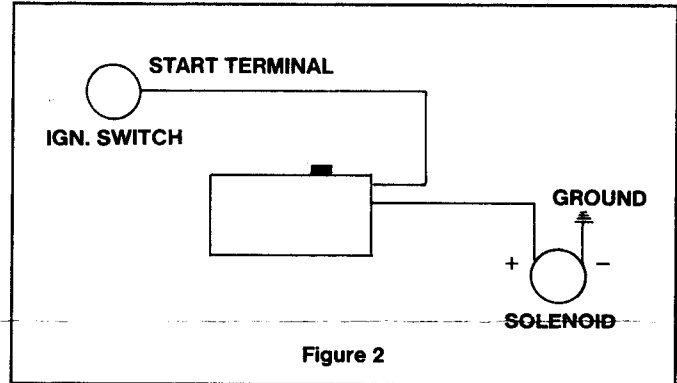 START TERMINAL
IGN. SWITCH
GROUND
+ −
SOLENOID
Figure 2